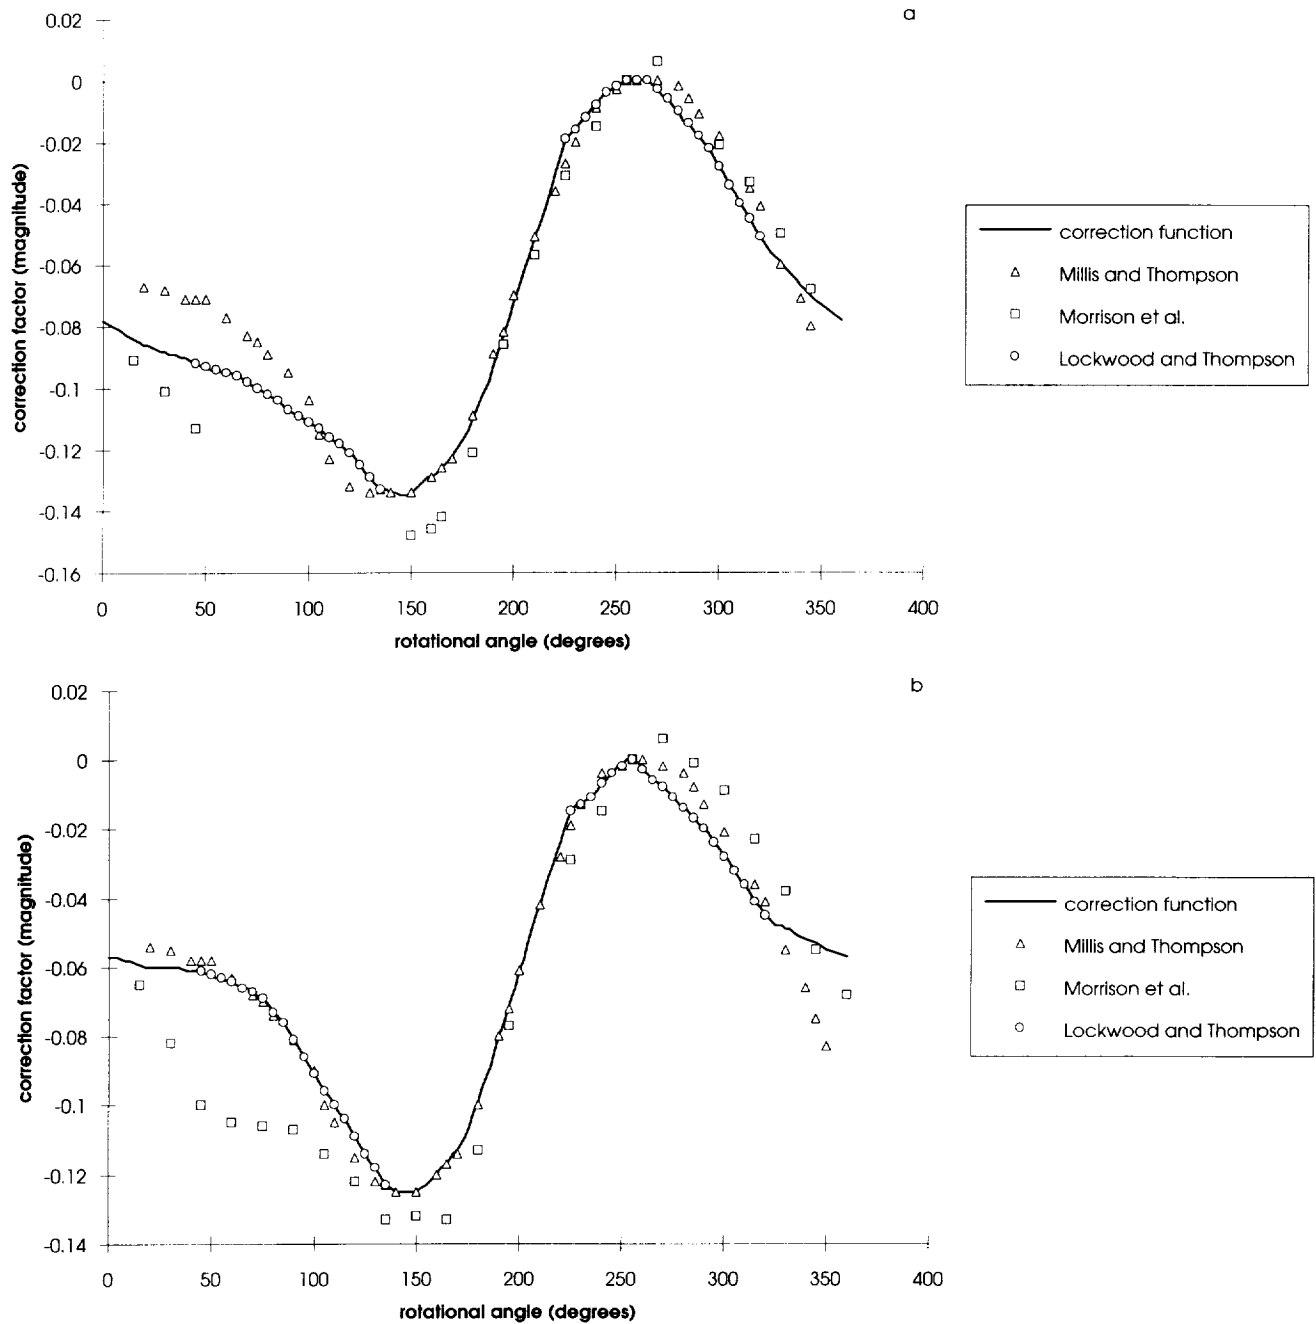 a
0.02
0
-0.02
-0.04
-0.06
-0.08
-0.1
-0.12
-0.14
-0.16
correction factor (magnitude)
0 50 100 150 200 250 300 350 400
rotational angle (degrees)
correction function
Millis and Thompson
Morrison et al.
Lockwood and Thompson
b
0.02
0
-0.02
-0.04
-0.06
-0.08
-0.1
-0.12
-0.14
correction factor (magnitude)
0 50 100 150 200 250 300 350 400
rotational angle (degrees)
correction function
Millis and Thompson
Morrison et al.
Lockwood and Thompson